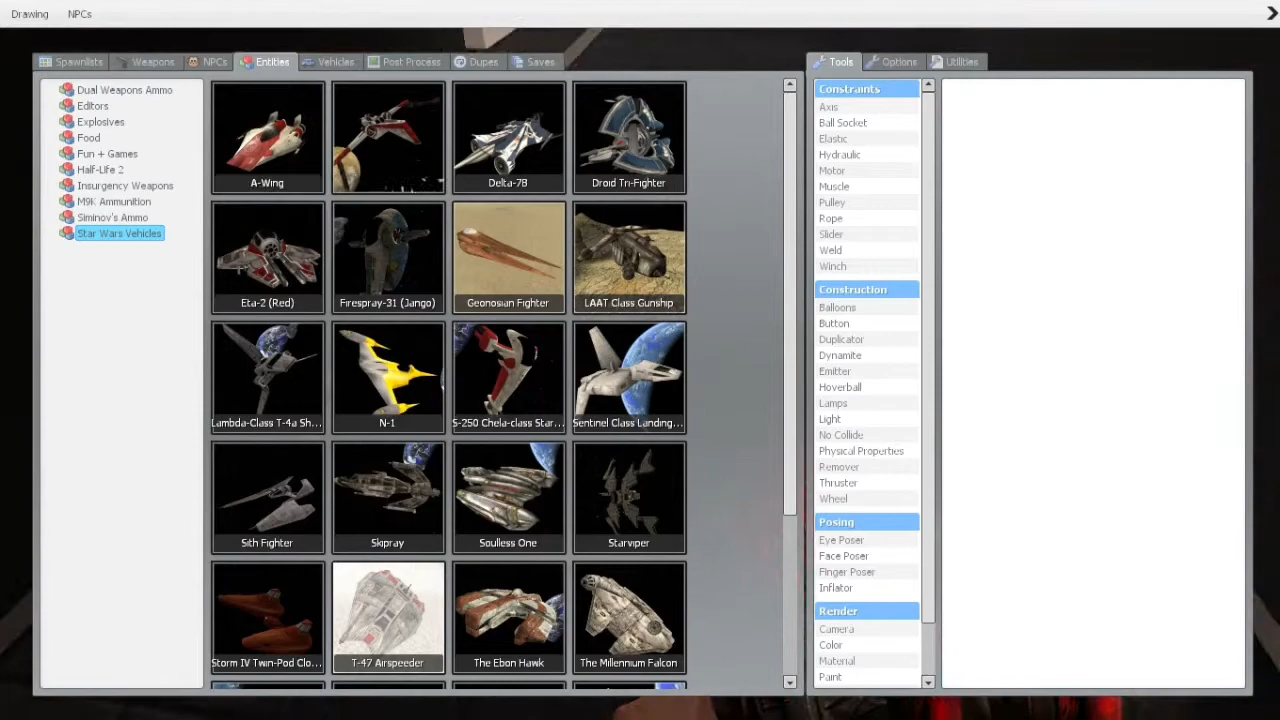 Drawing NPCs
Spawnlists Weapons NPCs Entities Vehicles Post Process Dupes Saves
Tools Options Utilities
Dual Weapons Ammo
Editors
Explosives
Food
Fun + Games
Half-Life 2
Insurgency Weapons
M9K Ammunition
Siminov's Ammo
Star Wars Vehicles
A-Wing
Delta-7B
Droid Tri-Fighter
Eta-2 (Red)
Firespray-31 (Jango)
Geonosian Fighter
LAAT Class Gunship
Lambda-Class T-4a Sh...
N-1
S-250 Chela-class Star...
Sentinel Class Landing...
Sith Fighter
Skipray
Soulless One
Starviper
Storm IV Twin-Pod Clo...
T-47 Airspeeder
The Ebon Hawk
The Millennium Falcon
Constraints
Axis
Ball Socket
Elastic
Hydraulic
Motor
Muscle
Pulley
Rope
Slider
Weld
Winch
Construction
Balloons
Button
Duplicator
Dynamite
Emitter
Hoverball
Lamps
Light
No Collide
Physical Properties
Remover
Thruster
Wheel
Posing
Eye Poser
Face Poser
Finger Poser
Inflator
Render
Camera
Color
Material
Paint